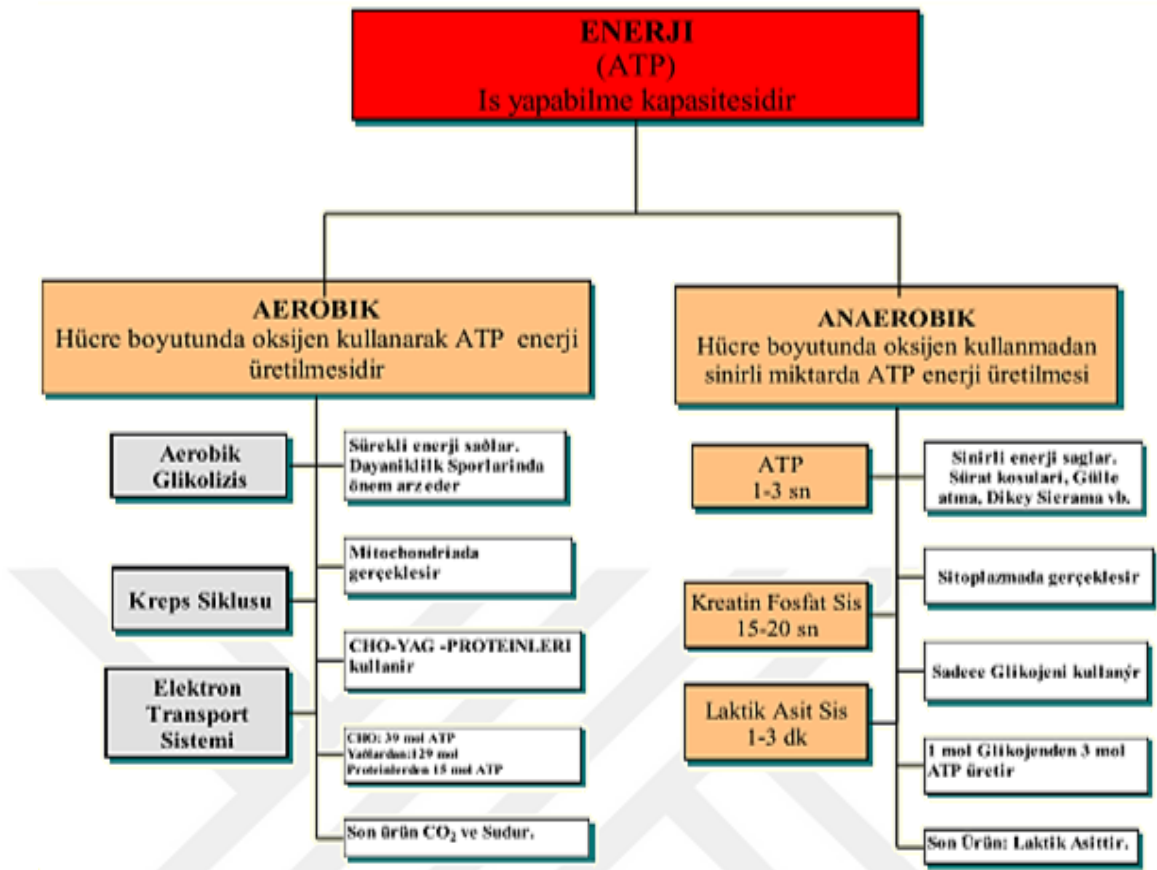 ENERJI
(ATP)
Is yapabilme kapasitesidir
AEROBIK
Hücre boyutunda oksijen kullanarak ATP enerji
üretilmesidir
Aerobik
Glikolizis
Sürekli enerji saðlar.
Dayaniklilk Sporlarinda
önem arz eder
Mitochondriada
gerçeklesir
Kreps Siklusu
CHO-YAG -PROTEINLERI
kullanir
Elektron
Transport
Sistemi
CHO: 39 mol ATP
Yaðlardan:129 mol
Proteinlerden 15 mol ATP
Son ürün CO₂ ve Sudur.
ANAEROBIK
Hücre boyutunda oksijen kullanmadan
sinirli miktarda ATP enerji üretilmesi
ATP
1-3 sn
Sinirli enerji saglar.
Sürat kosulari, Gülle
atma, Dikey Sicrama vb.
Sitoplazmada gerçeklesir
Kreatin Fosfat Sis
15-20 sn
Sadece Glikojeni kullanýr
Laktik Asit Sis
1-3 dk
1 mol Glikojenden 3 mol
ATP üretir
Son Ürün: Laktik Asittir.